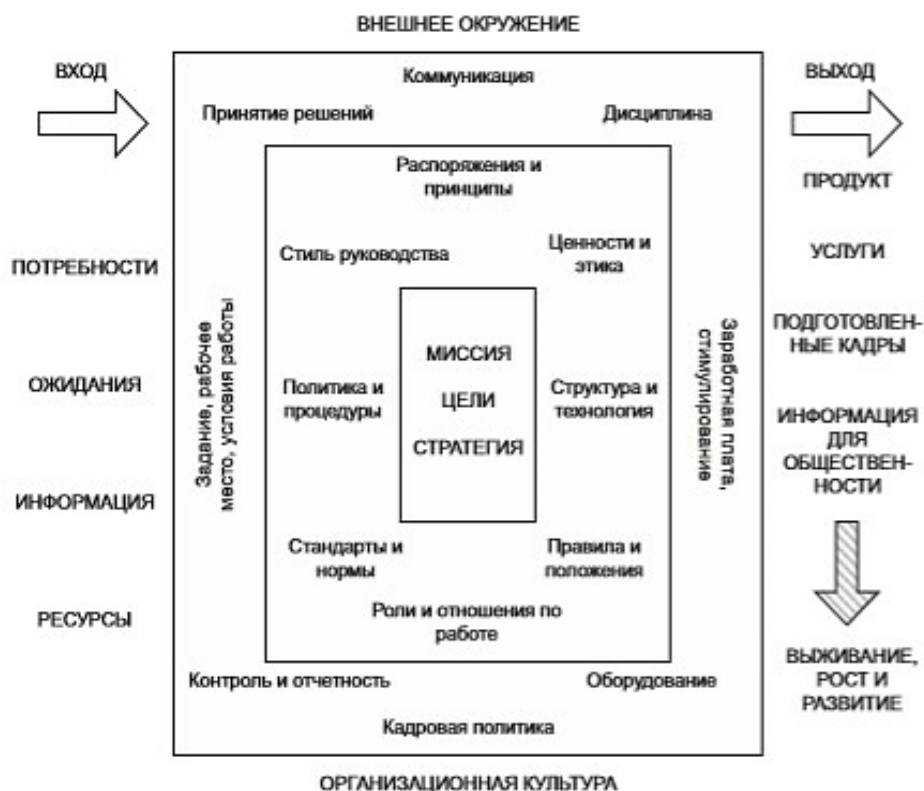 ВНЕШНЕЕ ОКРУЖЕНИЕ
ВХОД
Коммуникация
ВЫХОД
Принятие решений
Дисциплина
Распоряжения и
принципы
ПРОДУКТ
Стиль руководства
Ценности и
этика
УСЛУГИ
ПОТРЕБНОСТИ
Задание, рабочее
место, условия работы
МИССИЯ
ЦЕЛИ
СТРАТЕГИЯ
Заработная плата,
стимулирование
ПОДГОТОВЛЕН-
НЫЕ КАДРЫ
ОЖИДАНИЯ
Политика и
процедуры
Структура и
технология
ИНФОРМАЦИЯ
ДЛЯ
ОБЩЕСТВЕН-
НОСТИ
ИНФОРМАЦИЯ
Стандарты и
нормы
Правила и
положения
РЕСУРСЫ
Роли и отношения по
работе
ВЫЖИВАНИЕ,
РОСТ И
РАЗВИТИЕ
Контроль и отчетность
Оборудование
Кадровая политика
ОРГАНИЗАЦИОННАЯ КУЛЬТУРА